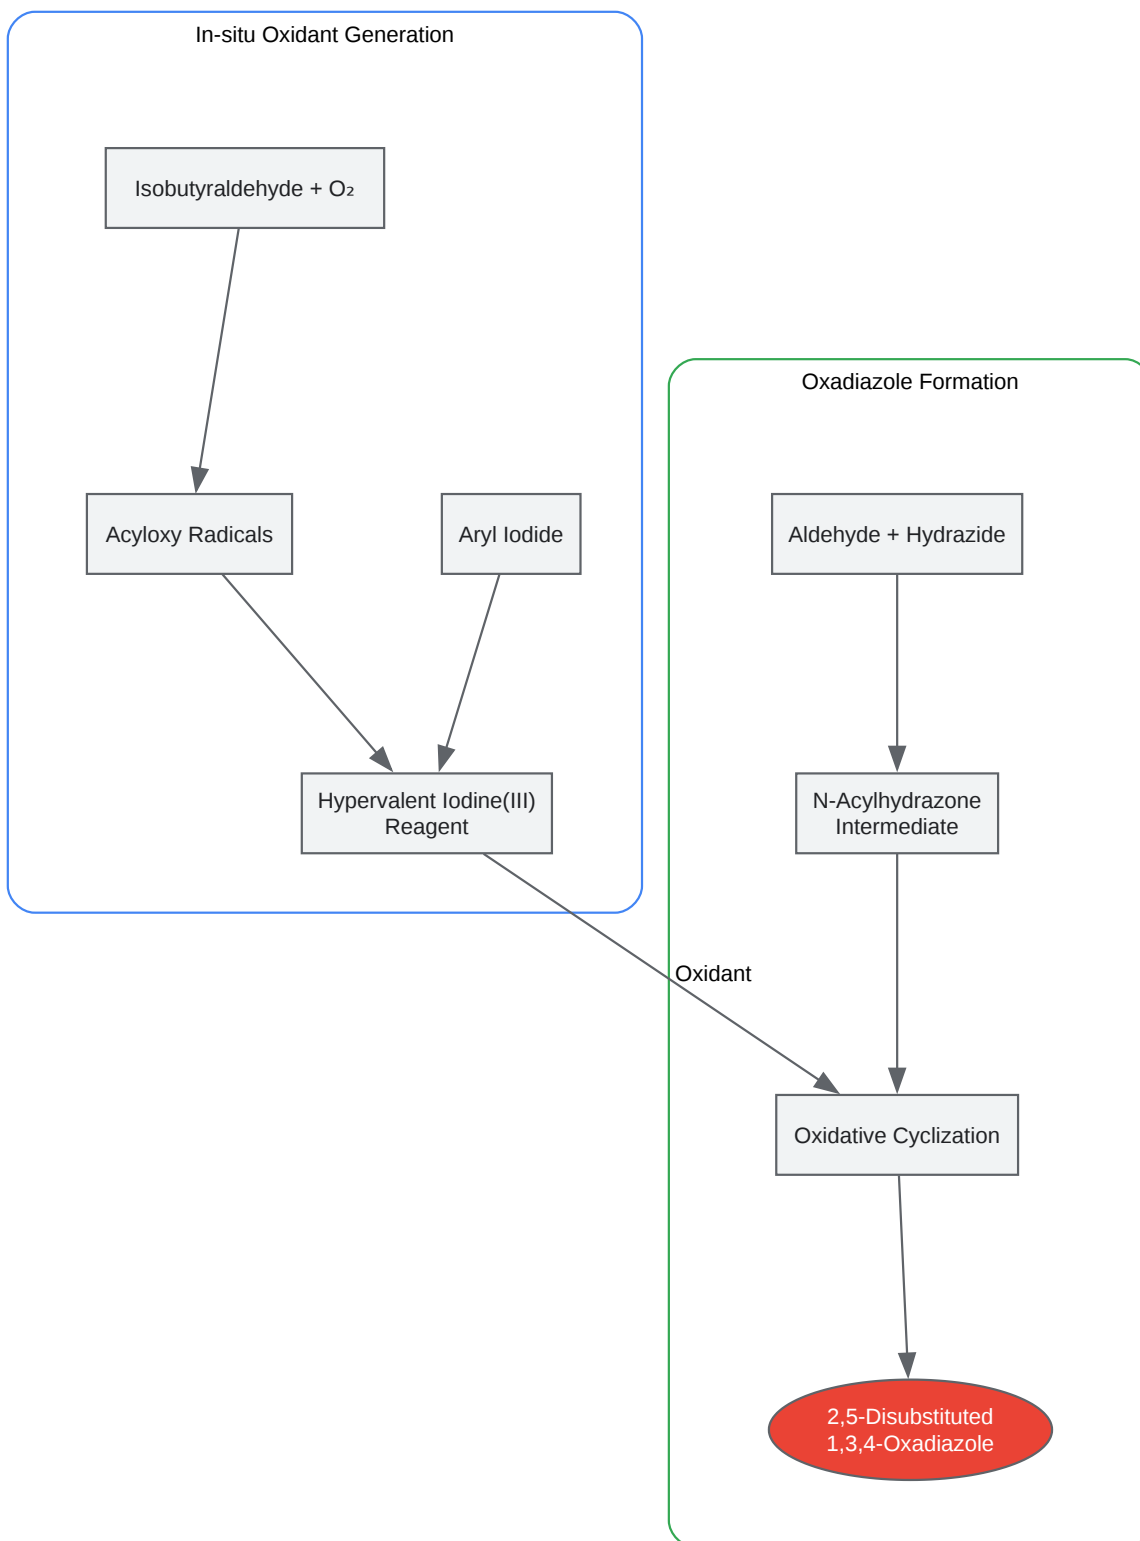 In-situ Oxidant Generation
Isobutyraldehyde + O₂
Acyloxy Radicals
Aryl Iodide
Hypervalent Iodine(III)
Reagent
Oxidant
Oxadiazole Formation
Aldehyde + Hydrazide
N-Acylhydrazone
Intermediate
Oxidative Cyclization
2,5-Disubstituted
1,3,4-Oxadiazole